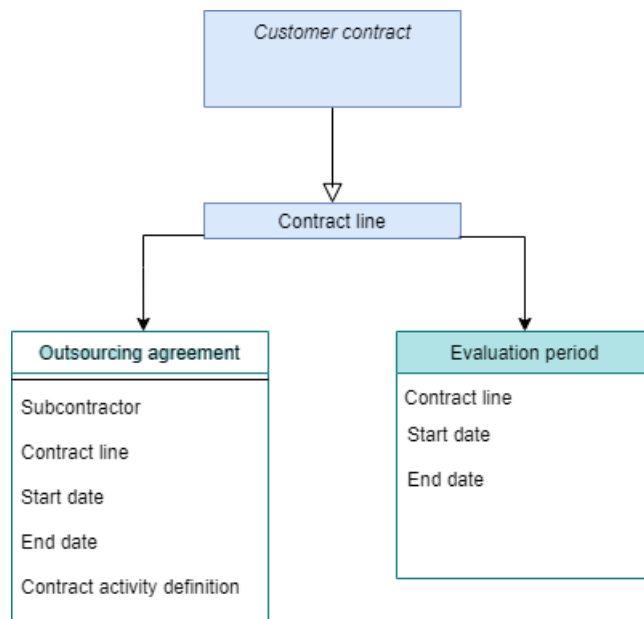 Customer contract
Contract line
Outsourcing agreement
Subcontractor
Contract line
Start date
End date
Contract activity definition
Evaluation period
Contract line
Start date
End date